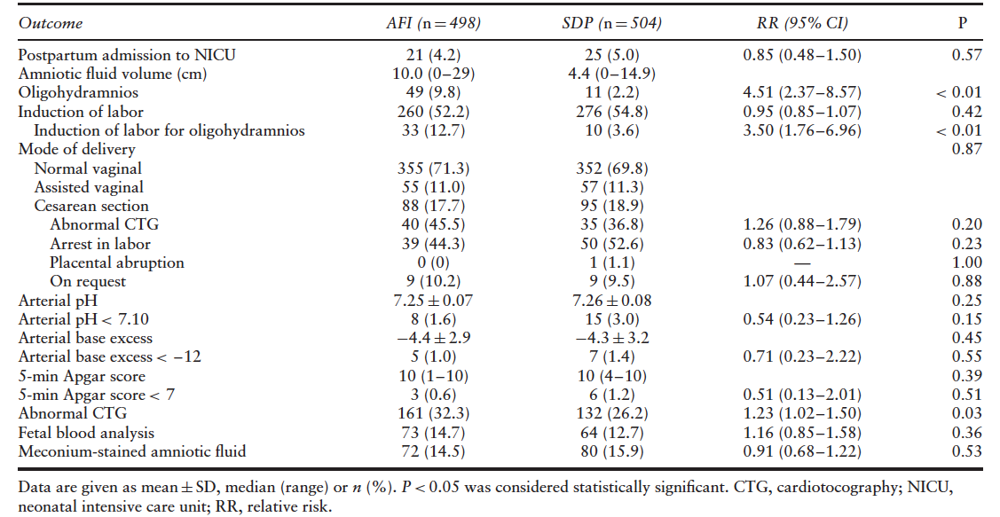 Outcome AFI (n = 498) SDP (n = 504) RR (95% CI) P
Postpartum admission to NICU 21 (4.2) 25 (5.0) 0.85 (0.48–1.50) 0.57
Amniotic fluid volume (cm) 10.0 (0–29) 4.4 (0–14.9)
Oligohydramnios 49 (9.8) 11 (2.2) 4.51 (2.37–8.57) < 0.01
Induction of labor 260 (52.2) 276 (54.8) 0.95 (0.85–1.07) 0.42
Induction of labor for oligohydramnios 33 (12.7) 10 (3.6) 3.50 (1.76–6.96) < 0.01
Mode of delivery 0.87
Normal vaginal 355 (71.3) 352 (69.8)
Assisted vaginal 55 (11.0) 57 (11.3)
Cesarean section 88 (17.7) 95 (18.9)
Abnormal CTG 40 (45.5) 35 (36.8) 1.26 (0.88–1.79) 0.20
Arrest in labor 39 (44.3) 50 (52.6) 0.83 (0.62–1.13) 0.23
Placental abruption 0 (0) 1 (1.1) — 1.00
On request 9 (10.2) 9 (9.5) 1.07 (0.44–2.57) 0.88
Arterial pH 7.25 ± 0.07 7.26 ± 0.08 0.25
Arterial pH < 7.10 8 (1.6) 15 (3.0) 0.54 (0.23–1.26) 0.15
Arterial base excess −4.4 ± 2.9 −4.3 ± 3.2 0.45
Arterial base excess < −12 5 (1.0) 7 (1.4) 0.71 (0.23–2.22) 0.55
5-min Apgar score 10 (1–10) 10 (4–10) 0.39
5-min Apgar score < 7 3 (0.6) 6 (1.2) 0.51 (0.13–2.01) 0.51
Abnormal CTG 161 (32.3) 132 (26.2) 1.23 (1.02–1.50) 0.03
Fetal blood analysis 73 (14.7) 64 (12.7) 1.16 (0.85–1.58) 0.36
Meconium-stained amniotic fluid 72 (14.5) 80 (15.9) 0.91 (0.68–1.22) 0.53
Data are given as mean ± SD, median (range) or n (%). P < 0.05 was considered statistically significant. CTG, cardiotocography; NICU,
neonatal intensive care unit; RR, relative risk.